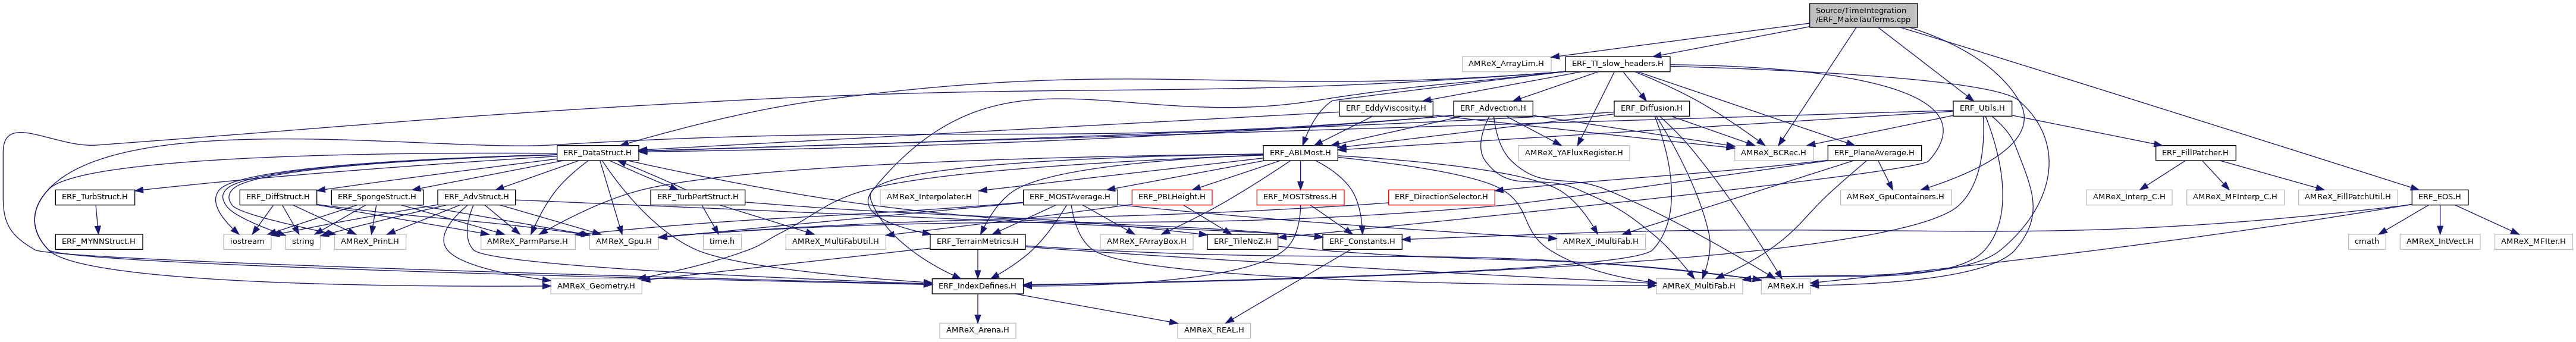 Source/TimeIntegration
/ERF_MakeTauTerms.cpp
AMReX_ArrayLim.H
ERF_TI_slow_headers.H
ERF_EddyViscosity.H
ERF_Advection.H
ERF_Diffusion.H
ERF_Utils.H
ERF_DataStruct.H
ERF_ABLMost.H
AMReX_YAFluxRegister.H
AMReX_BCRec.H
ERF_PlaneAverage.H
ERF_FillPatcher.H
ERF_TurbStruct.H
ERF_DiffStruct.H
ERF_SpongeStruct.H
ERF_AdvStruct.H
ERF_TurbPertStruct.H
AMReX_Interpolater.H
ERF_MOSTAverage.H
ERF_PBLHeight.H
ERF_MOSTStress.H
ERF_DirectionSelector.H
AMReX_GpuContainers.H
AMReX_Interp_C.H
AMReX_MFInterp_C.H
AMReX_FillPatchUtil.H
ERF_EOS.H
ERF_MYNNStruct.H
iostream
string
AMReX_Print.H
AMReX_ParmParse.H
AMReX_Gpu.H
time.h
AMReX_MultiFabUtil.H
ERF_TerrainMetrics.H
AMReX_FArrayBox.H
ERF_TileNoZ.H
ERF_Constants.H
AMReX_iMultiFab.H
cmath
AMReX_IntVect.H
AMReX_MFIter.H
AMReX_Geometry.H
ERF_IndexDefines.H
AMReX_MultiFab.H
AMReX.H
AMReX_Arena.H
AMReX_REAL.H